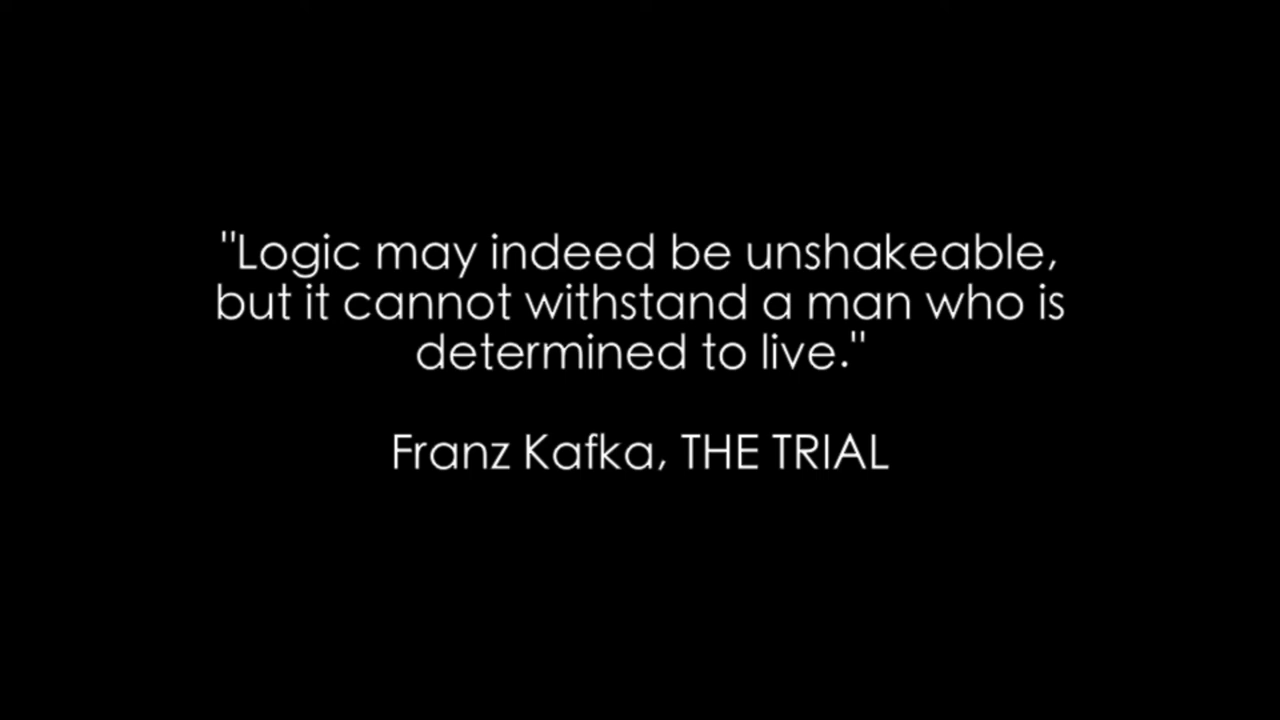 "Logic may indeed be unshakeable,
but it cannot withstand a man who is
determined to live."
Franz Kafka, THE TRIAL